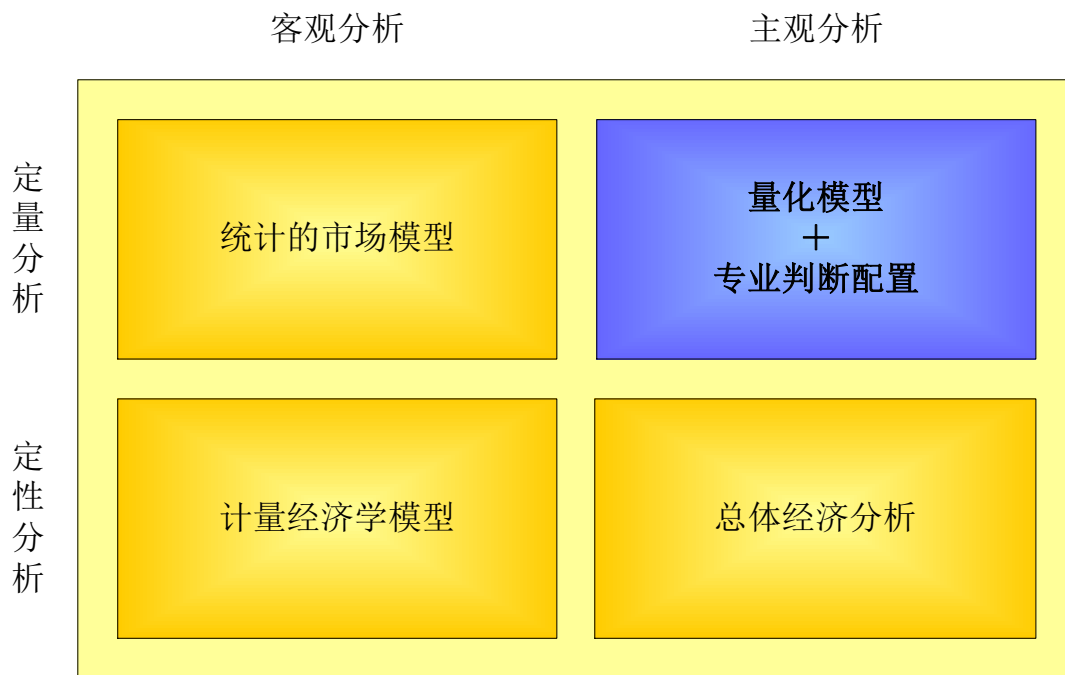 客观分析
主观分析
定量分析
统计的市场模型
量化模型
＋
专业判断配置
定性分析
计量经济学模型
总体经济分析